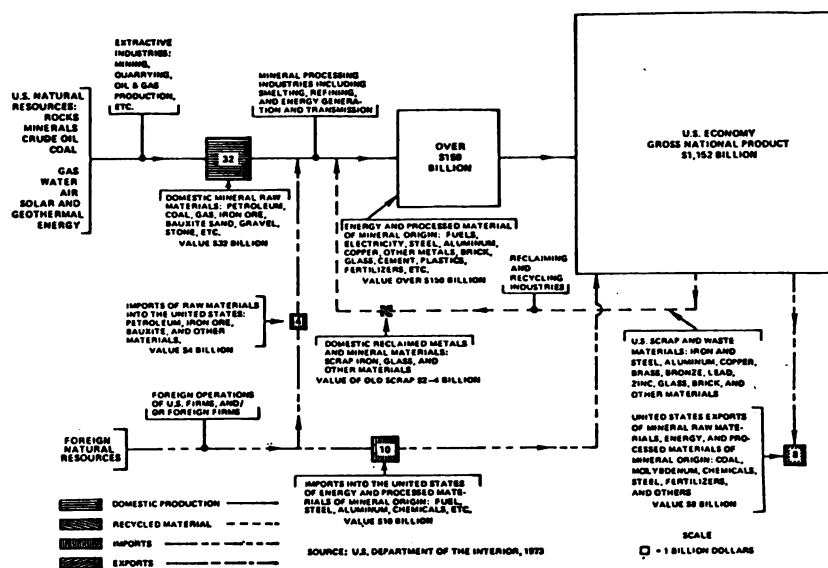 EXTRACTIVE
INDUSTRIES:
MINING,
QUARRYING,
OIL & GAS
PRODUCTION,
ETC.
MINERAL PROCESSING
INDUSTRIES INCLUDING
SMELTING, REFINING,
AND ENERGY GENERA-
TION AND TRANSMISSION
U.S. NATURAL
RESOURCES:
ROCKS
MINERALS
CRUDE OIL
COAL
GAS
WATER
AIR
SOLAR AND
GEOTHERMAL
ENERGY
32
OVER
$150
BILLION
U.S. ECONOMY
GROSS NATIONAL PRODUCT
$1,152 BILLION
DOMESTIC MINERAL RAW
MATERIALS: PETROLEUM,
COAL, GAS, IRON ORE,
BAUXITE SAND, GRAVEL,
STONE, ETC.
VALUE $32 BILLION
ENERGY AND PROCESSED MATERIAL
OF MINERAL ORIGIN: FUELS,
ELECTRICITY, STEEL, ALUMINUM,
COPPER, OTHER METALS, BRICK,
GLASS, CEMENT, PLASTICS,
FERTILIZERS, ETC.
VALUE OVER $150 BILLION
RECLAIMING
AND
RECYCLING
INDUSTRIES
IMPORTS OF RAW MATERIALS
INTO THE UNITED STATES:
PETROLEUM, IRON ORE,
BAUXITE, AND OTHER
MATERIALS,
VALUE $4 BILLION
4
DOMESTIC RECLAIMED METALS
AND MINERAL MATERIALS:
SCRAP IRON, GLASS, AND
OTHER MATERIALS
VALUE OF OLD SCRAP $2-4 BILLION
U.S. SCRAP AND WASTE
MATERIALS: IRON AND
STEEL, ALUMINUM, COPPER,
BRASS, BRONZE, LEAD,
ZINC, GLASS, BRICK, AND
OTHER MATERIALS
FOREIGN OPERATIONS
OF U.S. FIRMS, AND/
OR FOREIGN FIRMS
FOREIGN
NATURAL
RESOURCES
10
UNITED STATES EXPORTS
OF MINERAL RAW MATE-
RIALS, ENERGY, AND PROC-
ESSED MATERIALS OF
MINERAL ORIGIN: COAL,
MOLYBDENUM, CHEMICALS,
STEEL, FERTILIZERS,
AND OTHERS
VALUE $8 BILLION
8
IMPORTS INTO THE UNITED STATES
OF ENERGY AND PROCESSED MATE-
RIALS OF MINERAL ORIGIN: FUEL,
STEEL, ALUMINUM, CHEMICALS, ETC.
VALUE $10 BILLION
DOMESTIC PRODUCTION
RECYCLED MATERIAL
IMPORTS
EXPORTS
SOURCE: U.S. DEPARTMENT OF THE INTERIOR, 1973
SCALE
= 1 BILLION DOLLARS